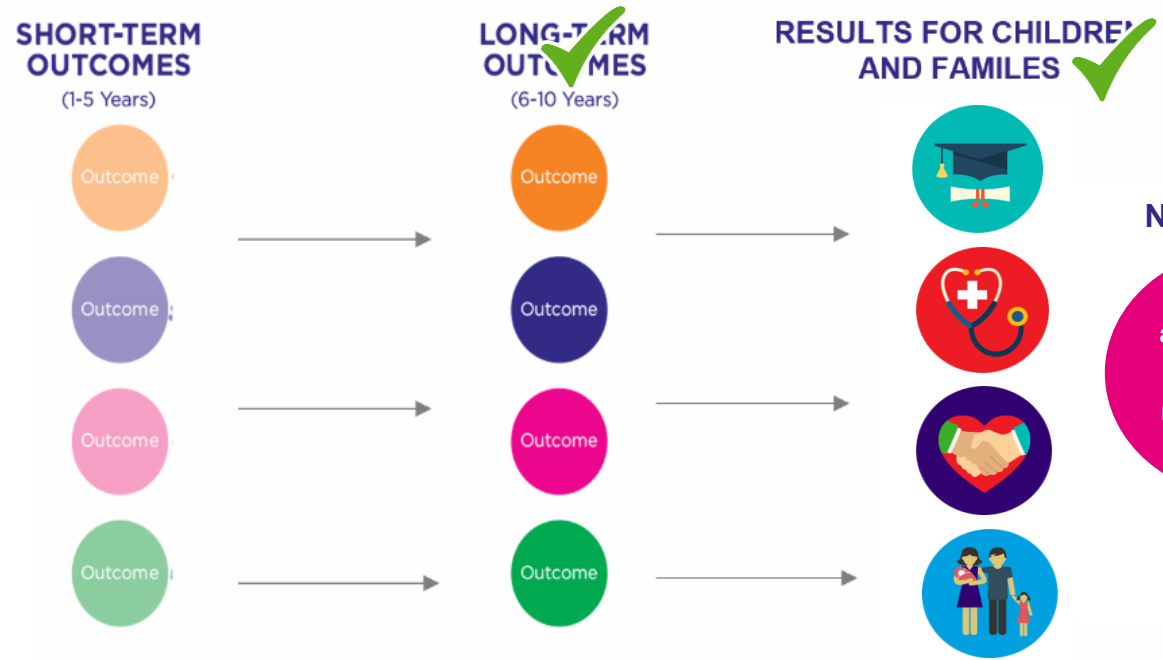 SHORT-TERM
OUTCOMES
(1-5 Years)
Outcome
Outcome
Outcome
Outcome
LONG-TERM
OUTCOMES
(6-10 Years)
Outcome
Outcome
Outcome
Outcome
RESULTS FOR CHILDREN
AND FAMILES
N
a